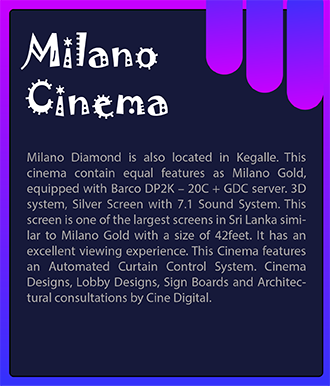 Milano
Cinema
Milano Diamond is also located in Kegalle. This
cinema contain equal features as Milano Gold,
equipped with Barco DP2K – 20C + GDC server. 3D
system, Silver Screen with 7.1 Sound System. This
screen is one of the largest screens in Sri Lanka simi-
lar to Milano Gold with a size of 42feet. It has an
excellent viewing experience. This Cinema features
an Automated Curtain Control System. Cinema
Designs, Lobby Designs, Sign Boards and Architec-
tural consultations by Cine Digital.